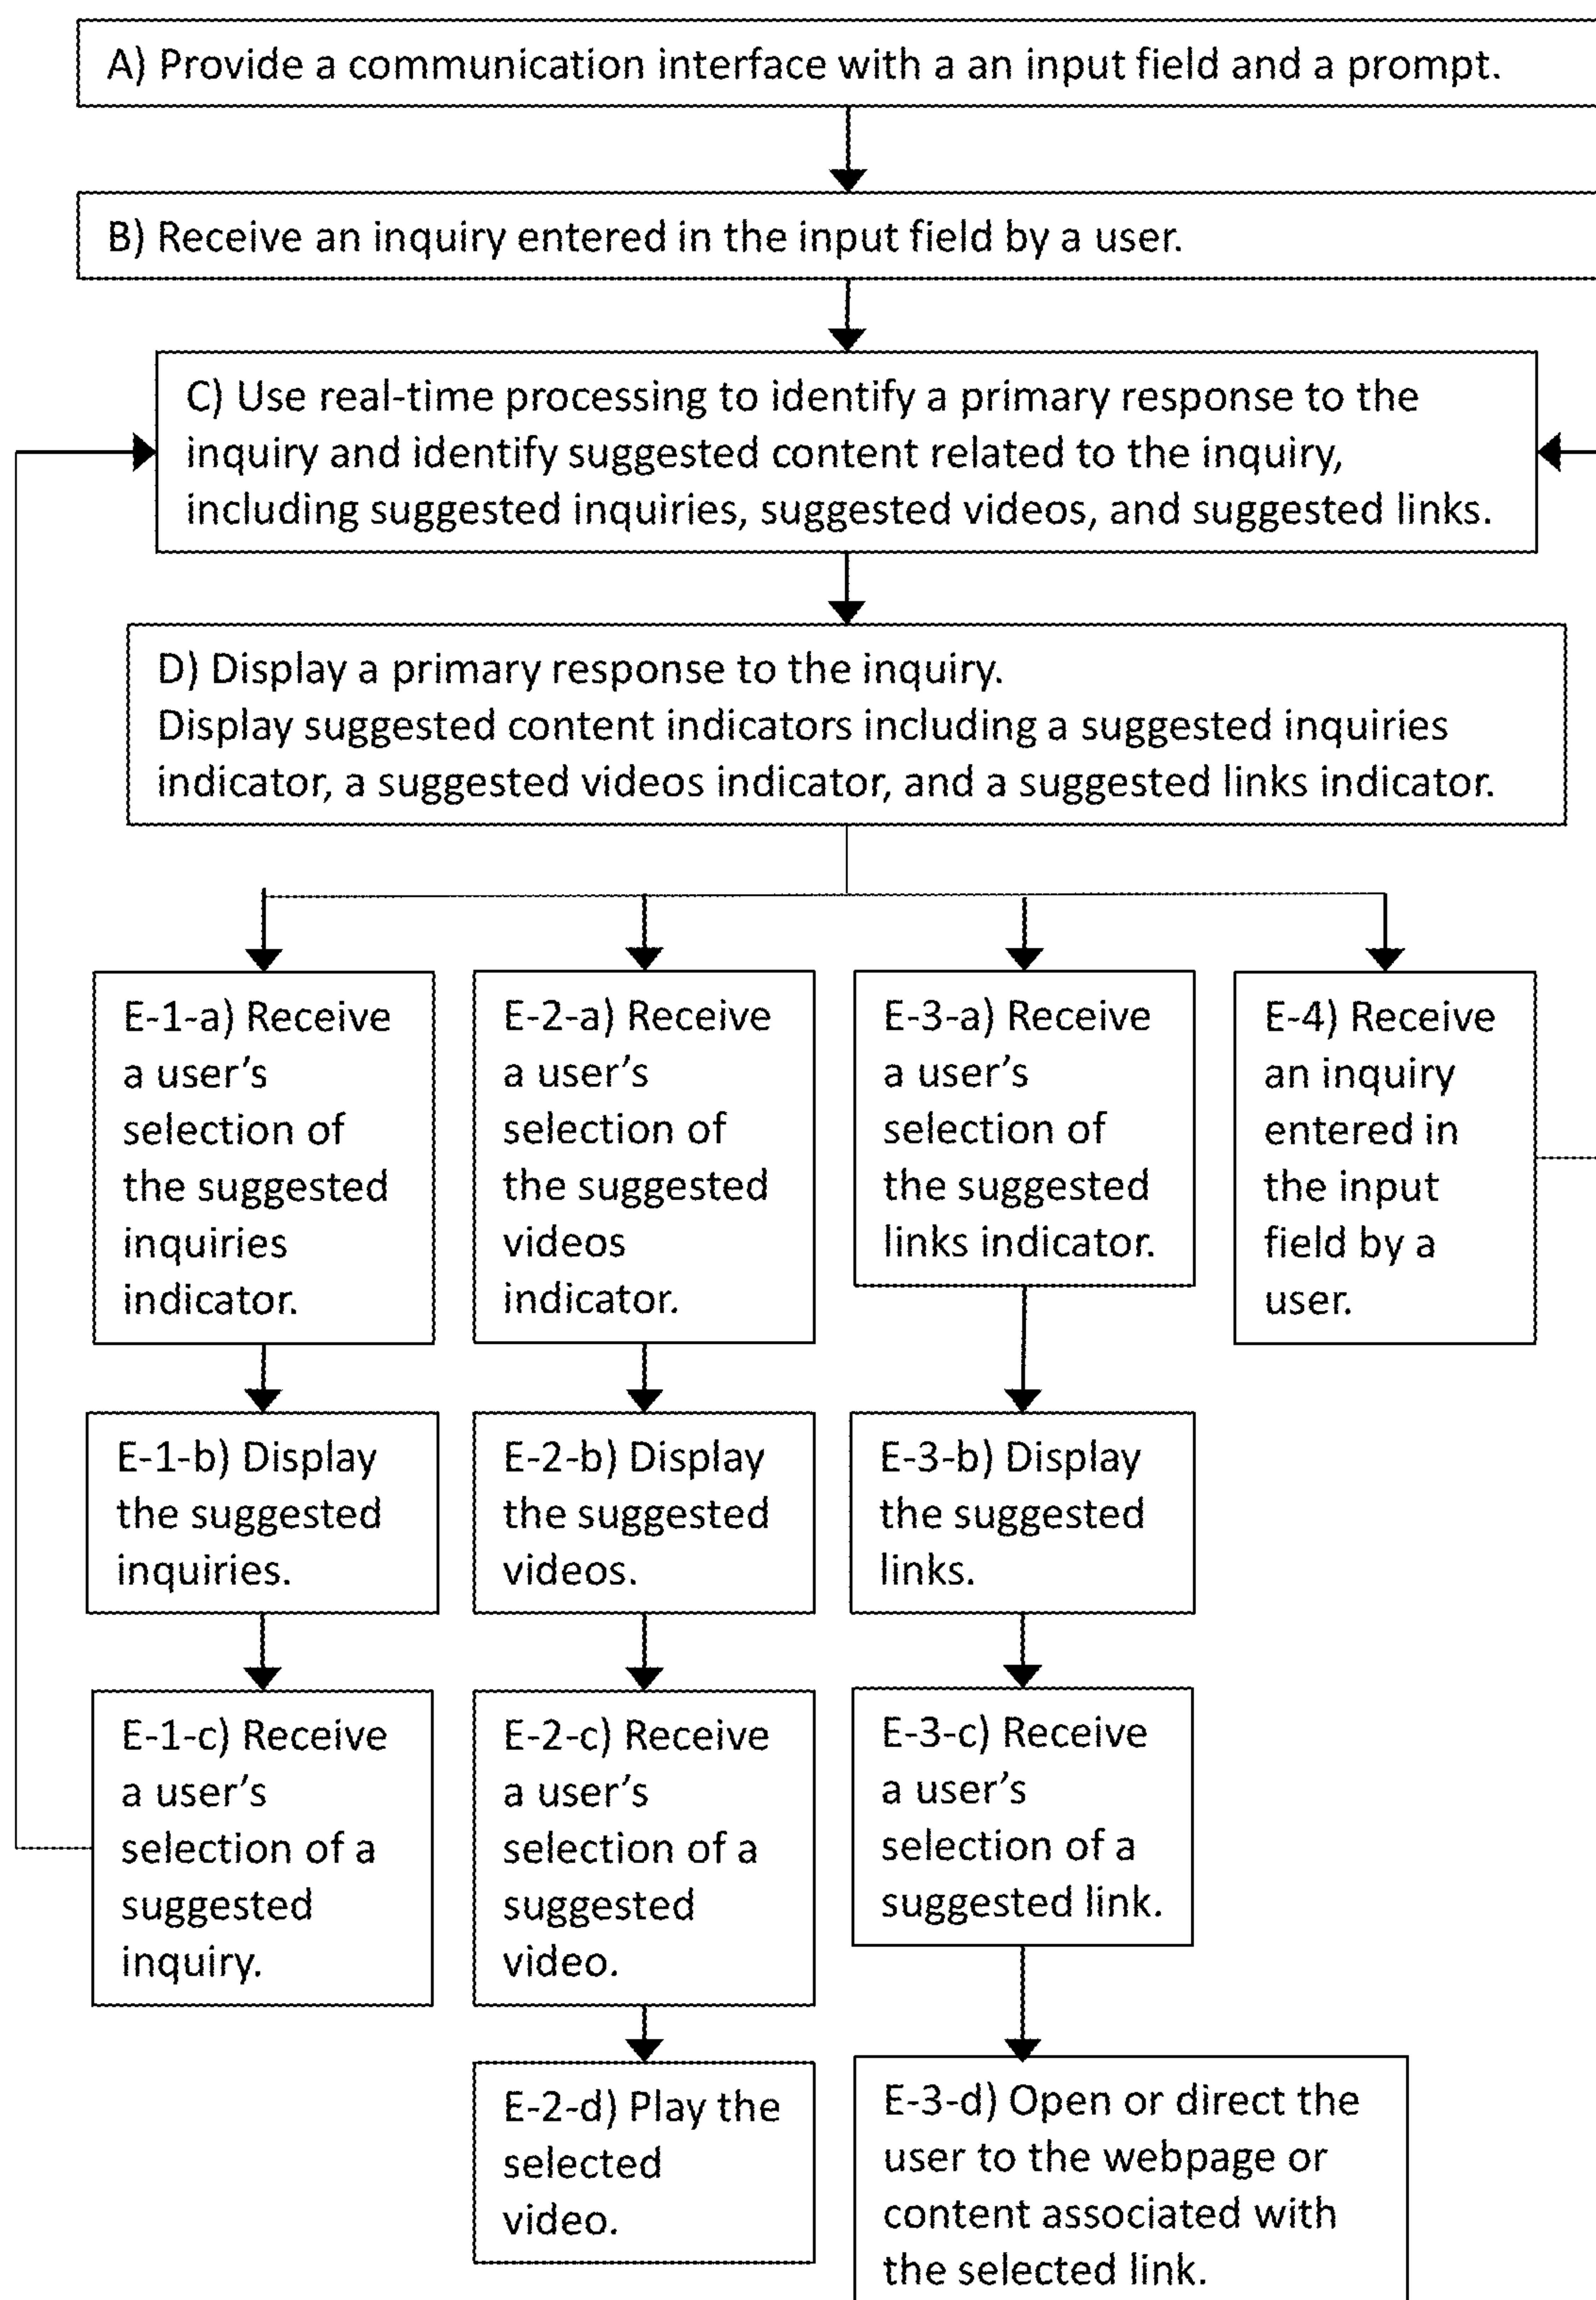 A) Provide a communication interface with a an input field and a prompt.
B) Receive an inquiry entered in the input field by a user.
C) Use real-time processing to identify a primary response to the
inquiry and identify suggested content related to the inquiry,
including suggested inquiries, suggested videos, and suggested links.
D) Display a primary response to the inquiry.
Display suggested content indicators including a suggested inquiries
indicator, a suggested videos indicator, and a suggested links indicator.
E-1-a) Receive
a user’s
selection of
the suggested
inquiries
indicator.
E-2-a) Receive
a user’s
selection of
the suggested
videos
indicator.
E-3-a) Receive
a user’s
selection of
the suggested
links indicator.
E-4) Receive
an inquiry
entered in
the input
field by a
user.
E-1-b) Display
the suggested
inquiries.
E-2-b) Display
the suggested
videos.
E-3-b) Display
the suggested
links.
E-1-c) Receive
a user’s
selection of a
suggested
inquiry.
E-2-c) Receive
a user’s
selection of a
suggested
video.
E-3-c) Receive
a user’s
selection of a
suggested link.
E-2-d) Play the
selected
video.
E-3-d) Open or direct the
user to the webpage or
content associated with
the selected link.